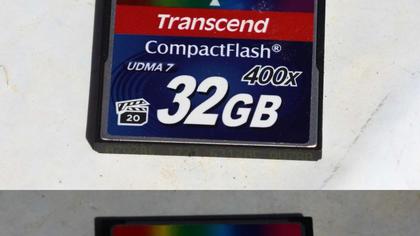 Transcend
CompactFlash®
UDMA 7
400x
32GB
20